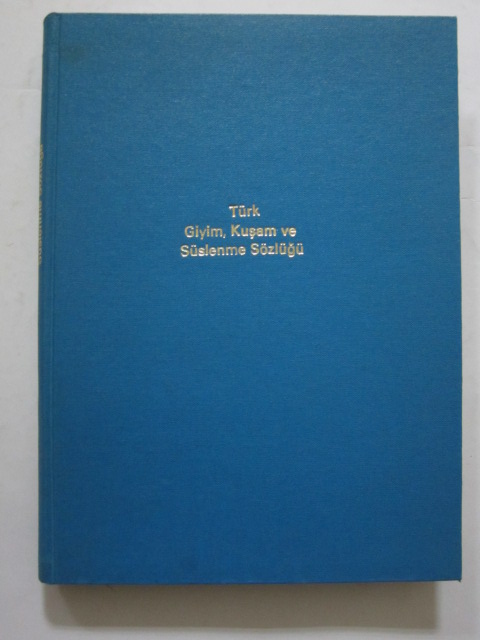 Türk
Giyim, Kuşam ve
Süslenme Sözlüğü